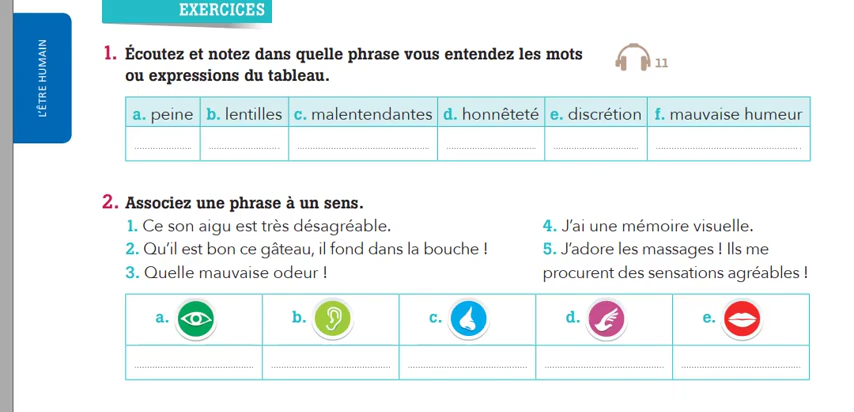 EXERCICES
L'ÊTRE HUMAIN
1. Écoutez et notez dans quelle phrase vous entendez les mots
ou expressions du tableau.
11
a. peine b. lentilles c. malentendantes d. honnêteté e. discrétion f. mauvaise humeur
2. Associez une phrase à un sens.
1. Ce son aigu est très désagréable.
2. Qu'il est bon ce gâteau, il fond dans la bouche !
3. Quelle mauvaise odeur !
4. J'ai une mémoire visuelle.
5. J'adore les massages ! Ils me
procurent des sensations agréables !
a. b. c. d. e.